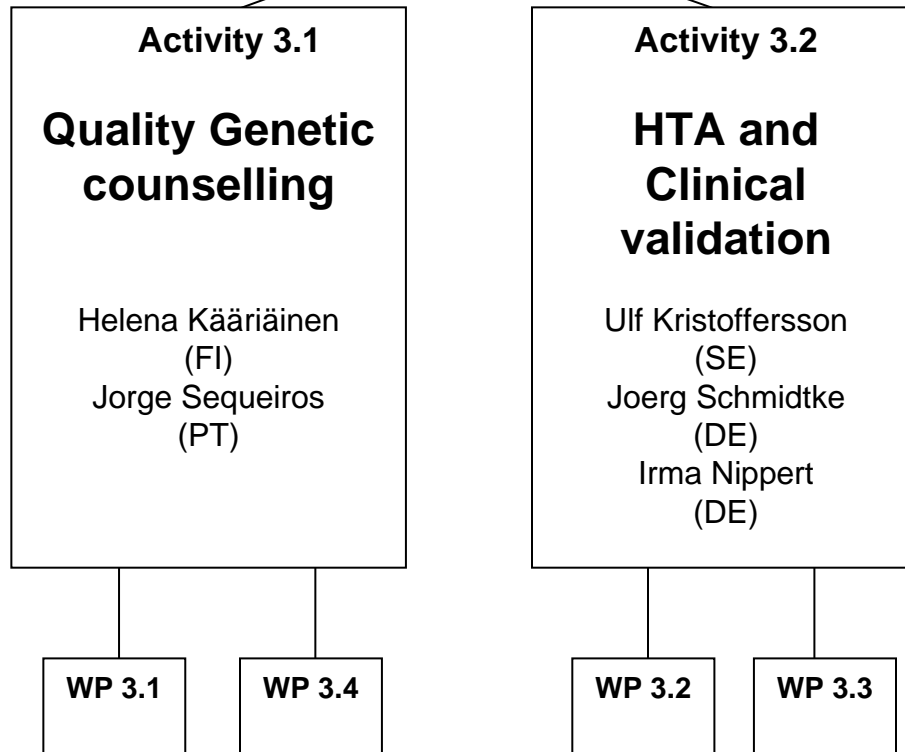 Activity 3.1
Quality Genetic
counselling
Helena Kääriäinen
(FI)
Jorge Sequeiros
(PT)
Activity 3.2
HTA and
Clinical
validation
Ulf Kristoffersson
(SE)
Joerg Schmidtke
(DE)
Irma Nippert
(DE)
WP 3.1
WP 3.4
WP 3.2
WP 3.3